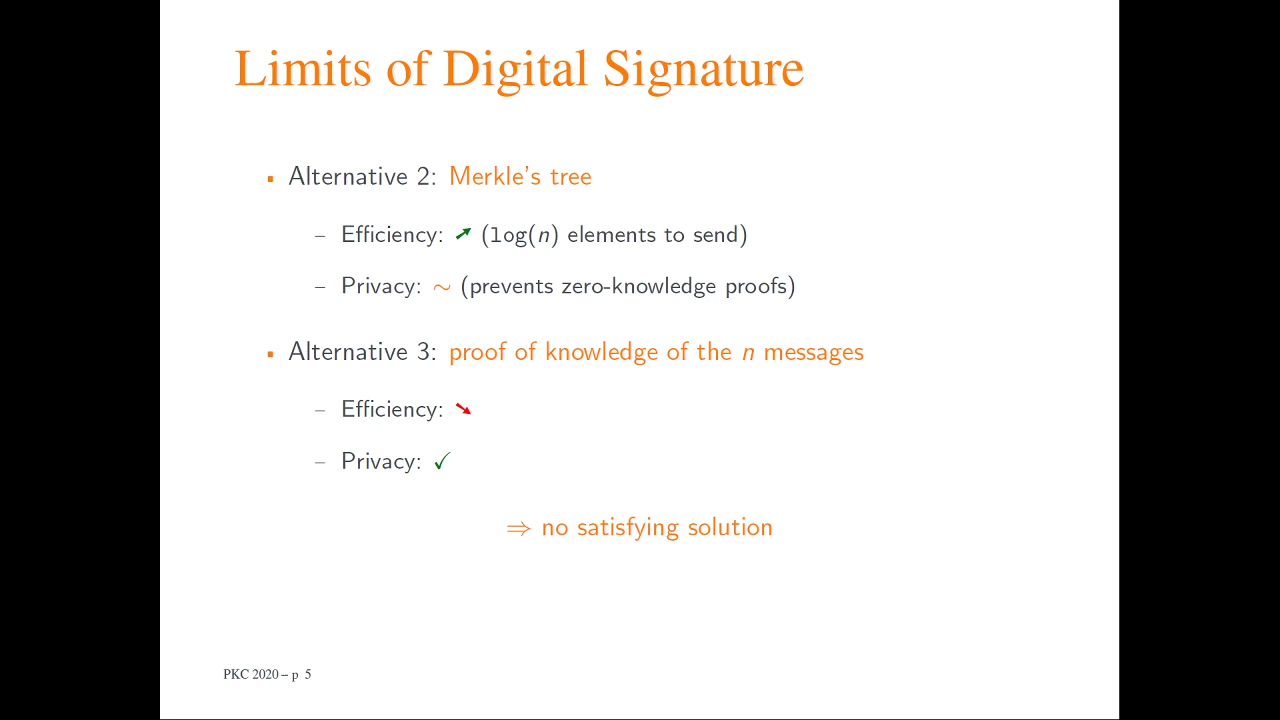 Limits of Digital Signature
▪ Alternative 2: Merkle's tree
– Efficiency: ➚ (log(n) elements to send)
– Privacy: ∼ (prevents zero-knowledge proofs)
▪ Alternative 3: proof of knowledge of the n messages
– Efficiency: ➘
– Privacy: ✓
⇒ no satisfying solution
PKC 2020 – p 5